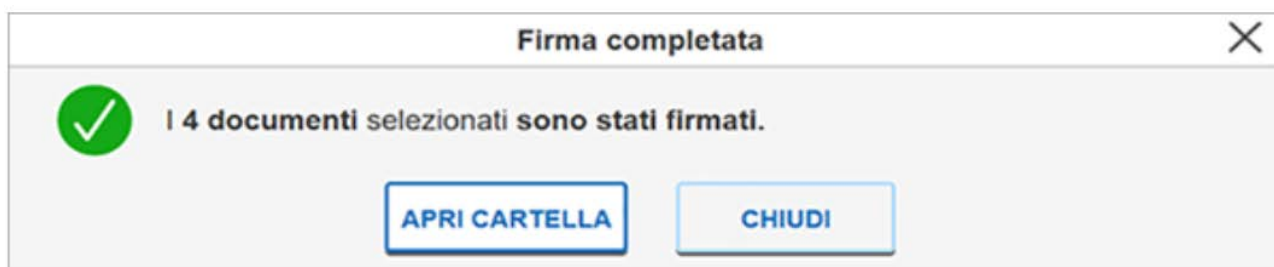 Firma completata
I 4 documenti selezionati sono stati firmati.
APRI CARTELLA
CHIUDI